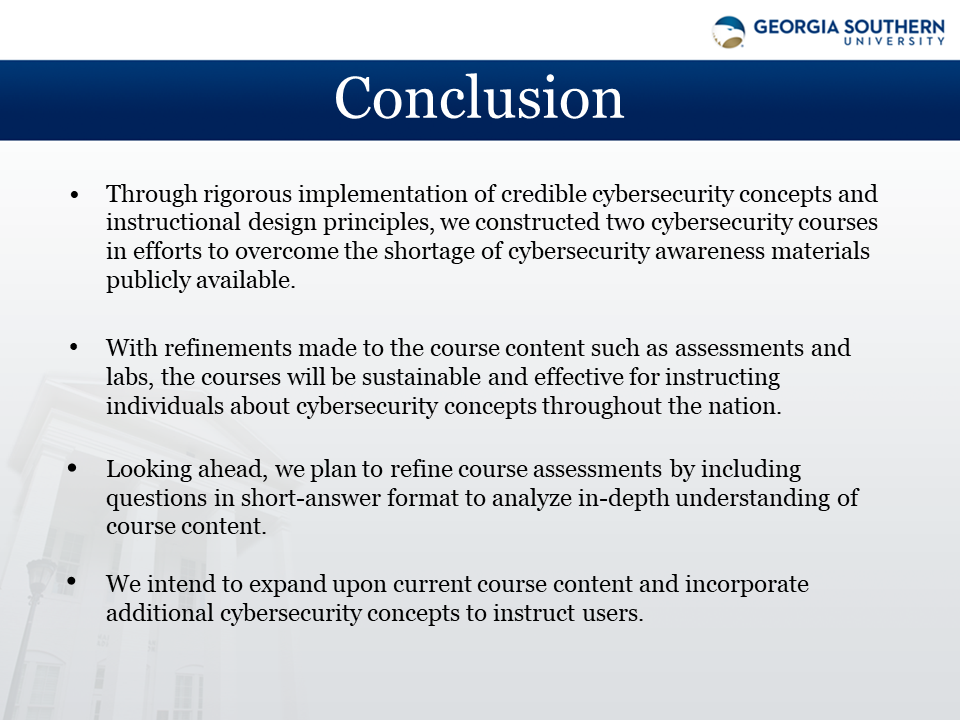 GEORGIA SOUTHERN
UNIVERSITY
Conclusion
• Through rigorous implementation of credible cybersecurity concepts and
instructional design principles, we constructed two cybersecurity courses
in efforts to overcome the shortage of cybersecurity awareness materials
publicly available.
• With refinements made to the course content such as assessments and
labs, the courses will be sustainable and effective for instructing
individuals about cybersecurity concepts throughout the nation.
• Looking ahead, we plan to refine course assessments by including
questions in short-answer format to analyze in-depth understanding of
course content.
• We intend to expand upon current course content and incorporate
additional cybersecurity concepts to instruct users.